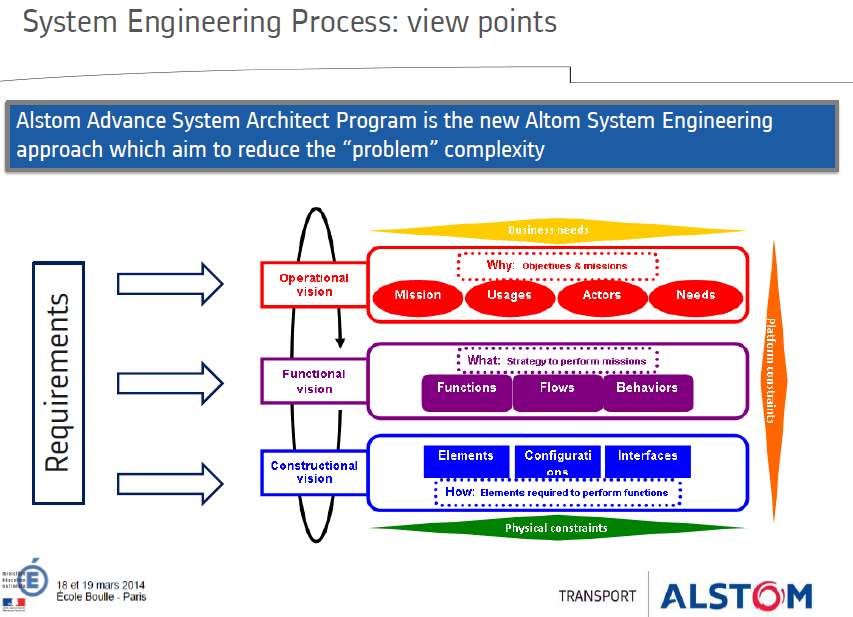 System Engineering Process: view points
Alstom Advance System Architect Program is the new Altom System Engineering
approach which aim to reduce the “problem” complexity
Business needs
Requirements
Operational
vision
Why: Objectives & missions
Mission
Usages
Actors
Needs
Platform constraints
Functional
vision
What: Strategy to perform missions
Functions
Flows
Behaviors
Constructional
vision
Elements
Configurati
ons
Interfaces
How: Elements required to perform functions
Physical constraints
18 et 19 mars 2014
École Boulle - Paris
TRANSPORT
ALSTOM